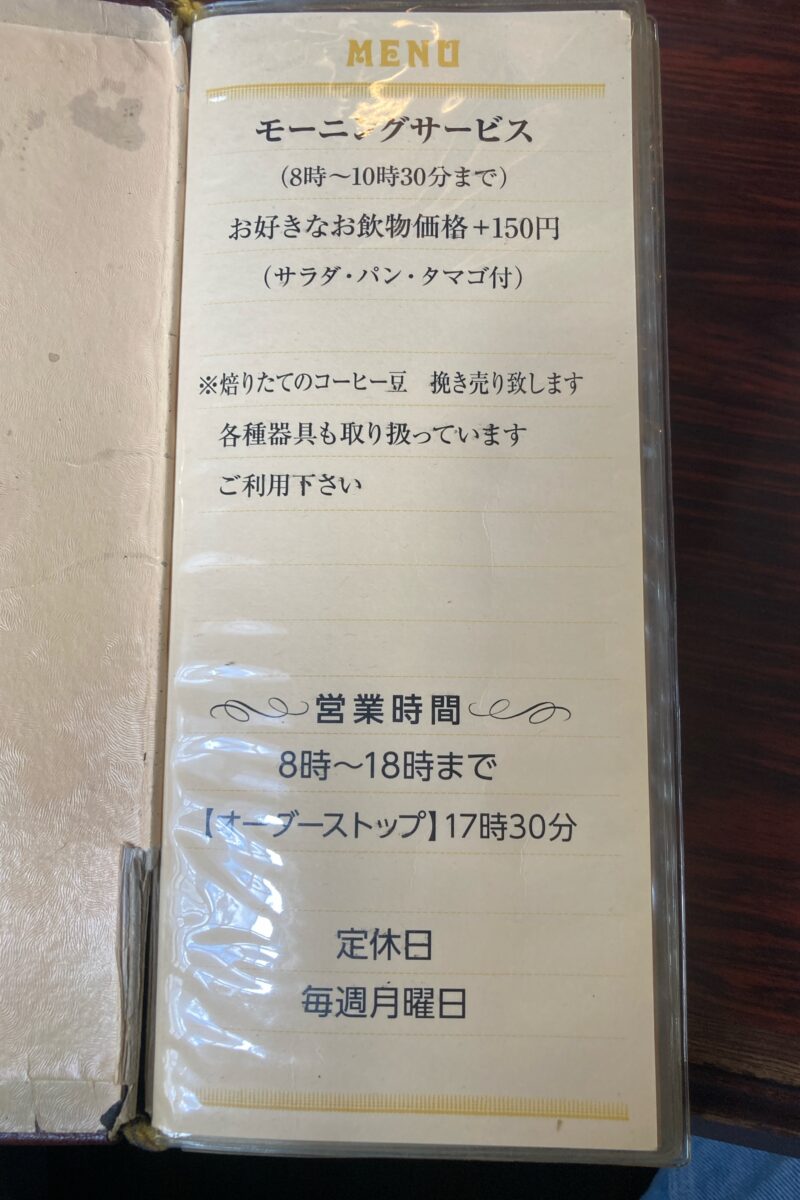 MENU
モーニングサービス
（8時～10時30分まで）
お好きなお飲物価格＋150円
（サラダ・パン・タマゴ付）
※焙りたてのコーヒー豆　挽き売り致します
各種器具も取り扱っています
ご利用下さい
営業時間
8時～18時まで
【オーダーストップ】17時30分
定休日
毎週月曜日